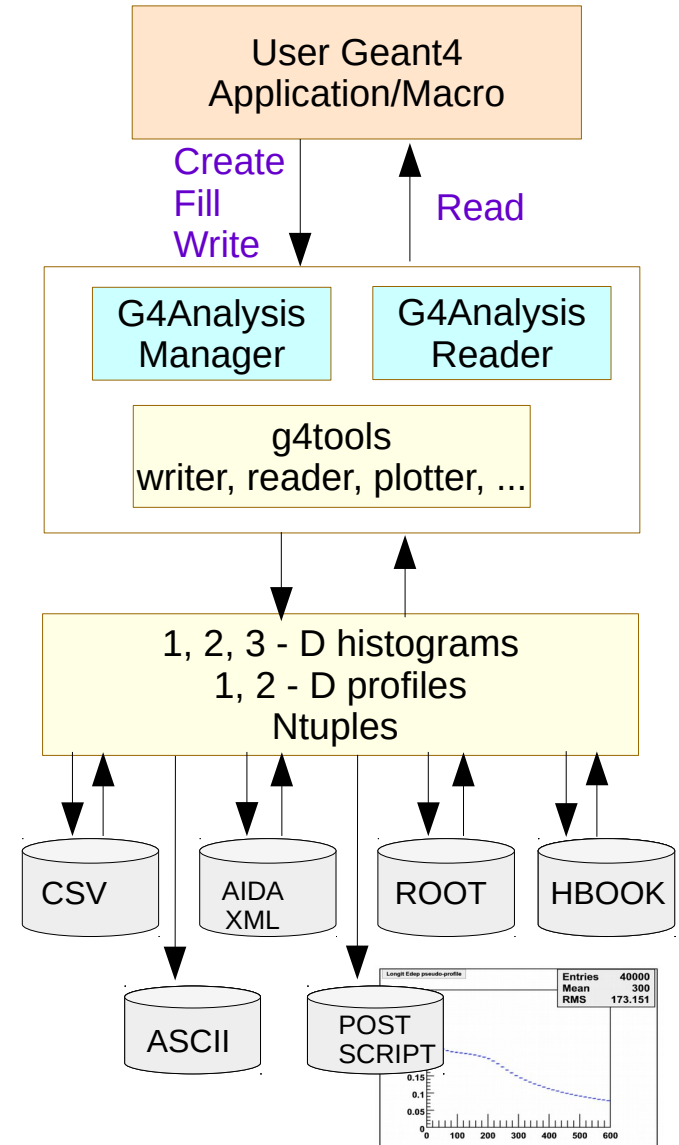 User Geant4
Application/Macro
Create
Fill
Write
Read
G4Analysis
Manager
G4Analysis
Reader
g4tools
writer, reader, plotter, ...
1, 2, 3 - D histograms
1, 2 - D profiles
Ntuples
CSV
AIDA
XML
ROOT
HBOOK
ASCII
POST
SCRIPT
Longit Edep pseudo-profile
Entries 40000
Mean 300
RMS 173.151
0.15
0.1
0.05
0
0 100 200 300 400 500 600